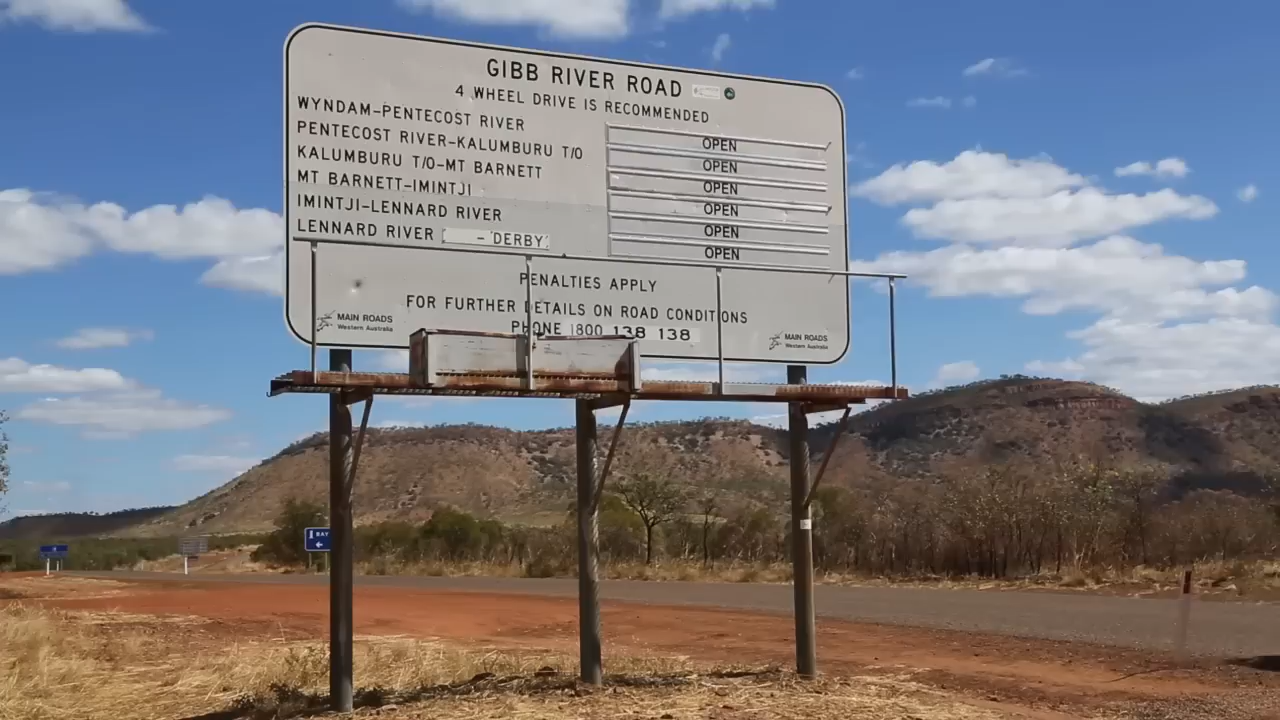 GIBB RIVER ROAD
4 WHEEL DRIVE IS RECOMMENDED
WYNDAM-PENTECOST RIVER OPEN
PENTECOST RIVER-KALUMBURU T/O OPEN
KALUMBURU T/O-MT BARNETT OPEN
MT BARNETT-IMINTJI OPEN
IMINTJI-LENNARD RIVER OPEN
LENNARD RIVER - DERBY OPEN
PENALTIES APPLY
FOR FURTHER DETAILS ON ROAD CONDITIONS
PHONE 1800 138 138
MAIN ROADS
Western Australia
MAIN ROADS
Western Australia